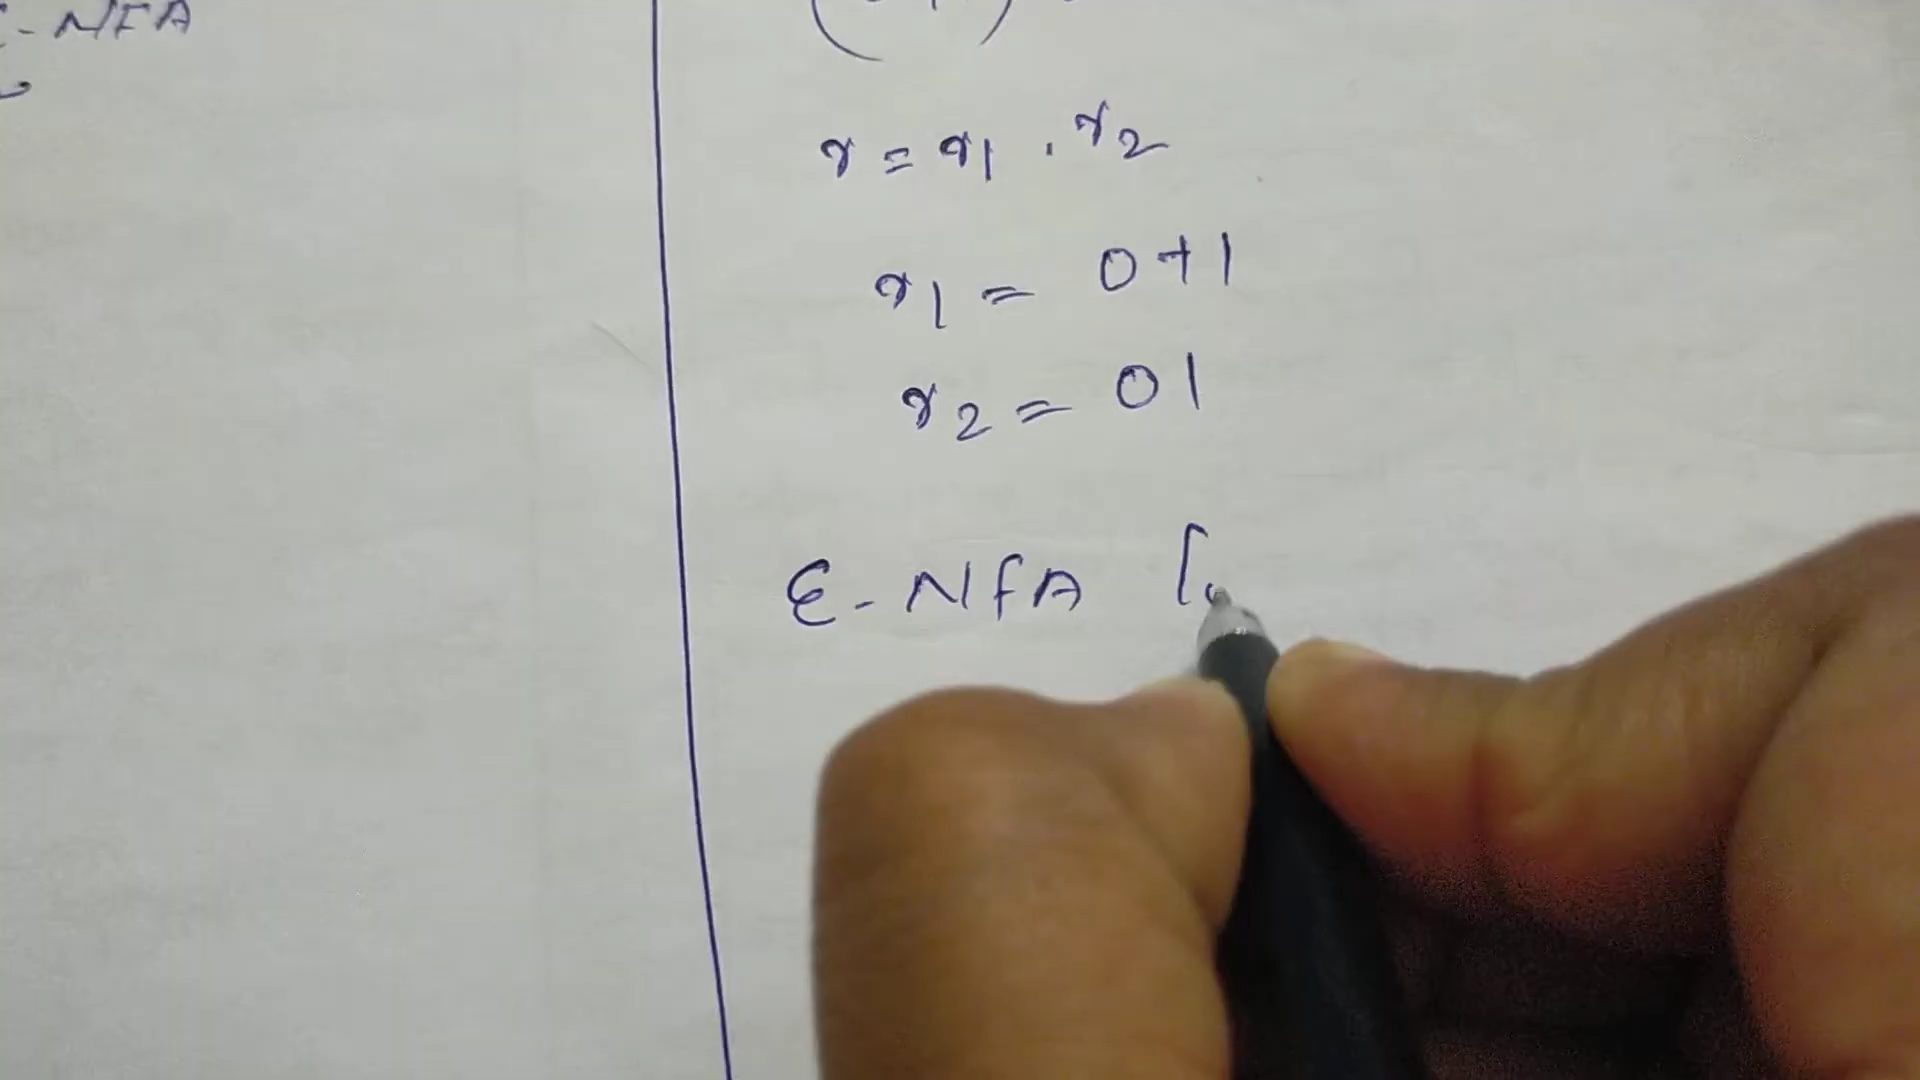 ε-NFA
r = r1 . r2
r1 = 0+1
r2 = 01
ε-NFA